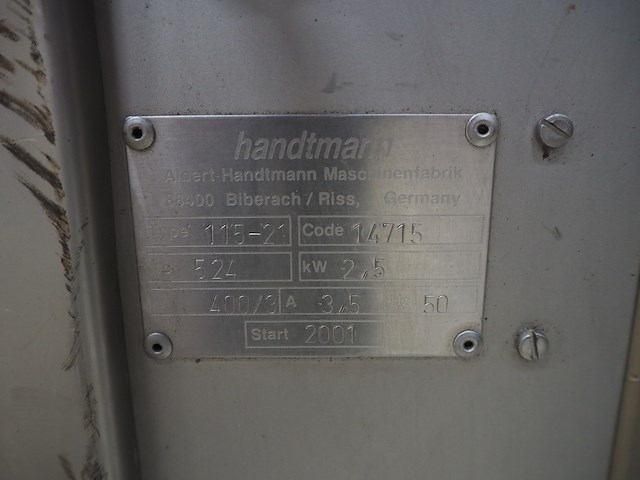 handtmann
Albert-Handtmann Maschinenfabrik
88400 Biberach / Riss, Germany
Type 115-21 Code 14715
524 kW 2,5
400/3 A 3,5 50
Start 2001